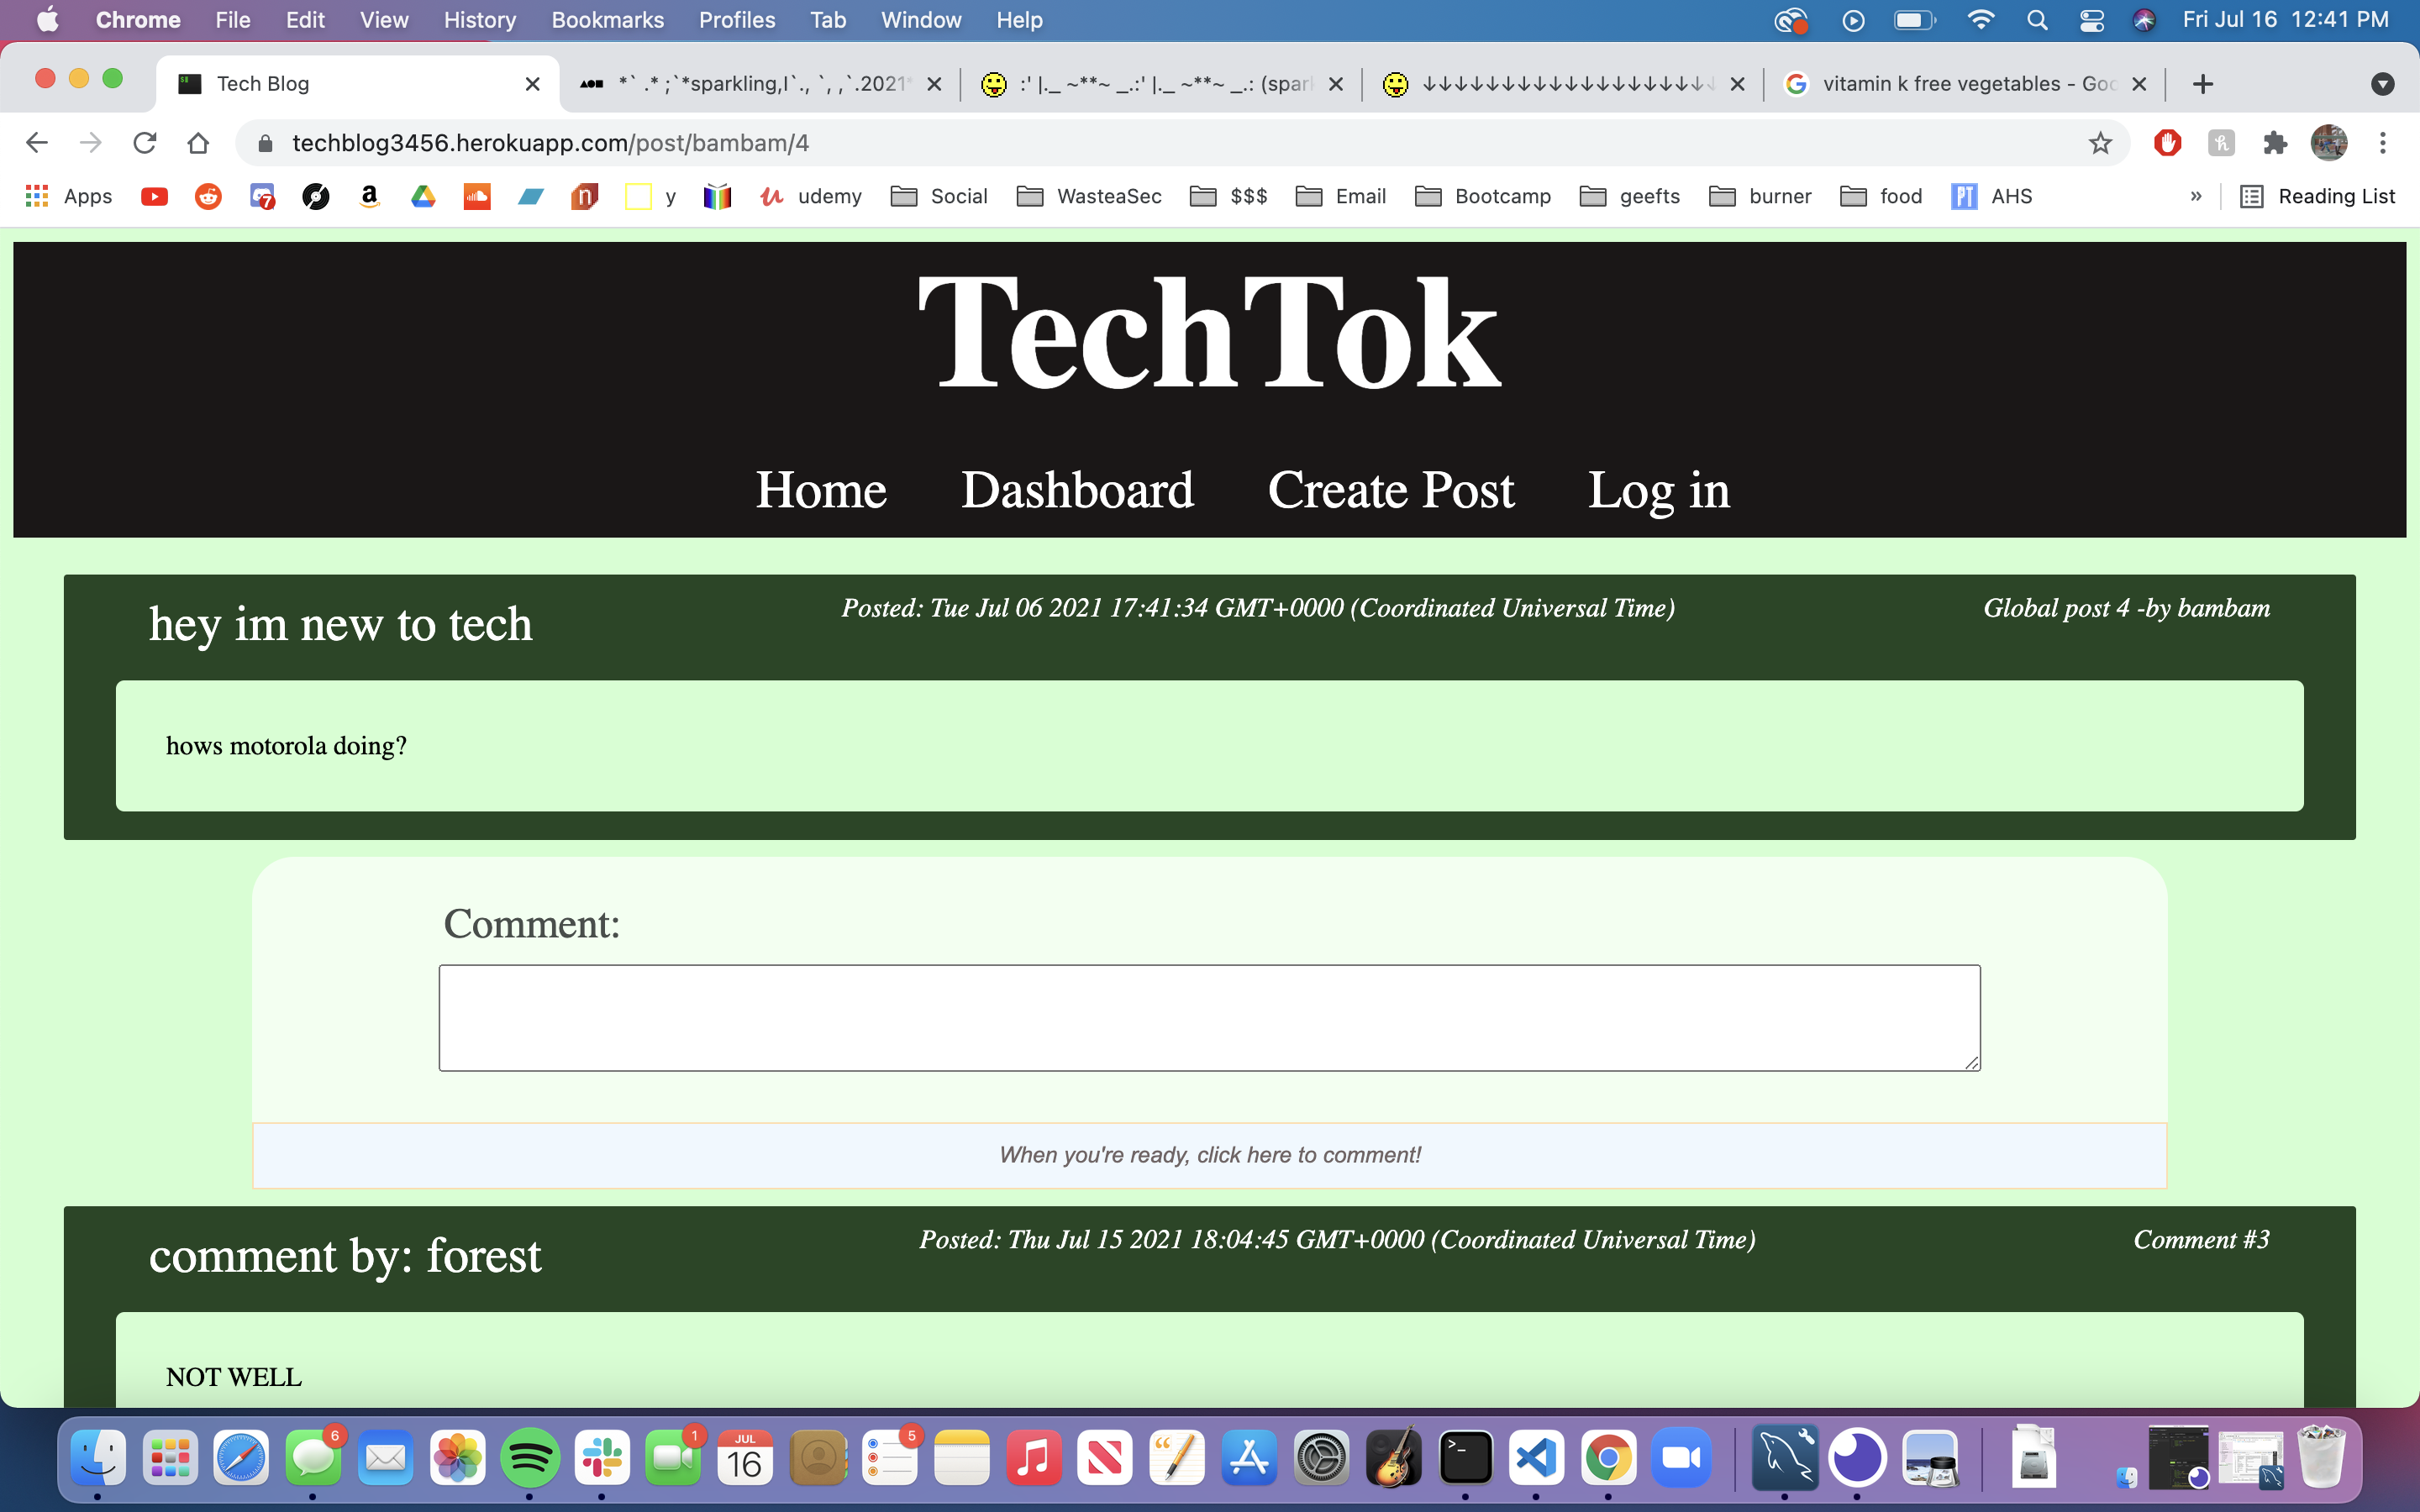 Chrome File Edit View History Bookmarks Profiles Tab Window Help Fri Jul 16 12:41 PM
Tech Blog *` .* ;`*sparkling,l`., `, ,`.2021* :' |._ ~**~ _.:' |._ ~**~ _.: (spar ↓↓↓↓↓↓↓↓↓↓↓↓↓↓↓↓↓↓↓ vitamin k free vegetables - Goo
techblog3456.herokuapp.com/post/bambam/4
Apps 7 a n y udemy Social WasteaSec $$$ Email Bootcamp geefts burner food PT AHS » Reading List
TechTok
Home Dashboard Create Post Log in
hey im new to tech Posted: Tue Jul 06 2021 17:41:34 GMT+0000 (Coordinated Universal Time) Global post 4 -by bambam
hows motorola doing?
Comment:
When you're ready, click here to comment!
comment by: forest Posted: Thu Jul 15 2021 18:04:45 GMT+0000 (Coordinated Universal Time) Comment #3
NOT WELL
6 1 JUL 16 5